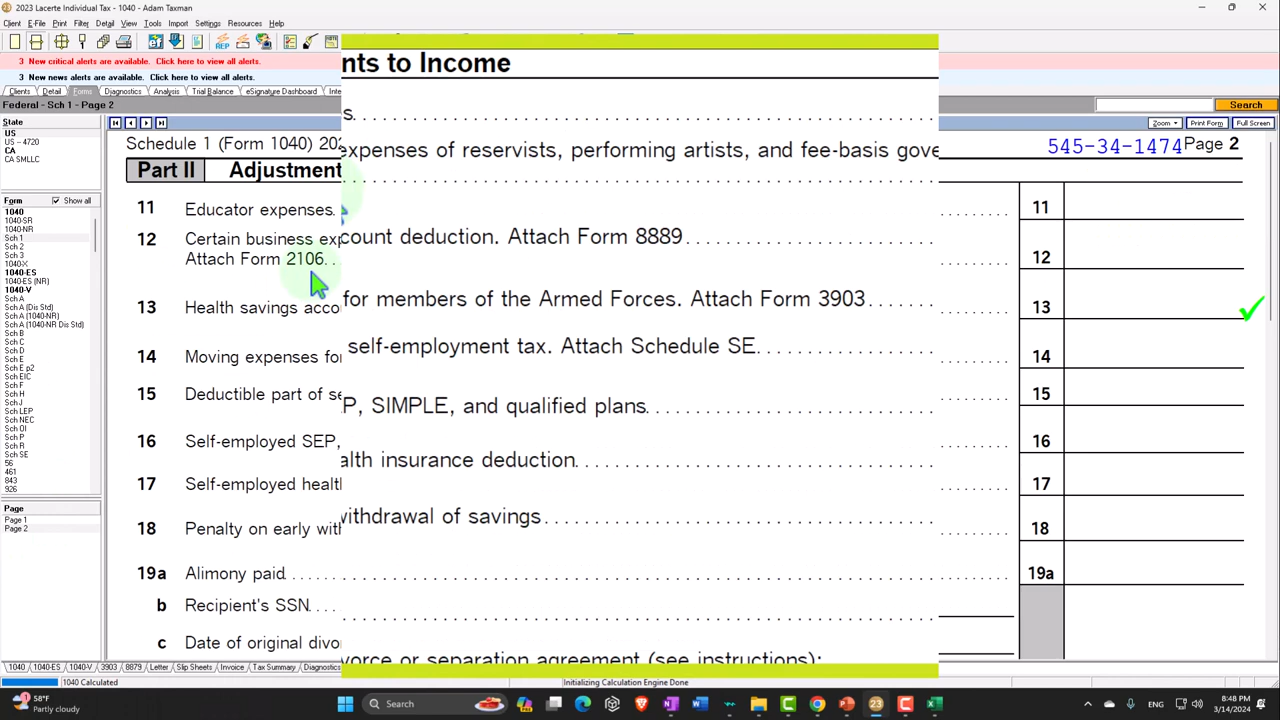 2023 Lacerte Individual Tax - 1040 - Adam Taxman
Client E-File Print Filter Detail View Tools Import Settings Resources Help
REP
3 New critical alerts are available. Click here to view all alerts.
3 New news alerts are available. Click here to view all alerts.
Clients Detail Forms Diagnostics Analysis Trial Balance eSignature Dashboard Inte
Federal - Sch 1 - Page 2
Search
State
US
US - 4720
CA
CA SMLLC
Form Show all
1040
1040-SR
1040-NR
Sch 1
Sch 2
Sch 3
1040-X
1040-ES
1040-ES (NR)
1040-V
Sch A
Sch A (Dis Std)
Sch A (1040-NR)
Sch A (1040-NR Dis Std)
Sch B
Sch C
Sch D
Sch E
Sch E p2
Sch EIC
Sch F
Sch H
Sch J
Sch LEP
Sch NEC
Sch OI
Sch P
Sch R
Sch SE
56
461
843
926
Page
Page 1
Page 2
Zoom Print Form Full Screen
Schedule 1 (Form 1040) 202
545-34-1474 Page 2
Part II Adjustment
11 Educator expenses
11
12 Certain business exp
Attach Form 2106
12
13 Health savings acco
13
14 Moving expenses for
14
15 Deductible part of se
15
16 Self-employed SEP,
16
17 Self-employed healt
17
18 Penalty on early wit
18
19a Alimony paid
19a
b Recipient's SSN
c Date of original divo
nts to Income
s
expenses of reservists, performing artists, and fee-basis gove
count deduction. Attach Form 8889
for members of the Armed Forces. Attach Form 3903
self-employment tax. Attach Schedule SE
P, SIMPLE, and qualified plans
alth insurance deduction
withdrawal of savings
vorce or separation agreement (see instructions):
1040 1040-ES 1040-V 3903 8879 Letter Slip Sheets Invoice Tax Summary Diagnostics
1040 Calculated
Initializing Calculation Engine Done
58°F
Partly cloudy
Search
23
ENG
8:48 PM
3/14/2024